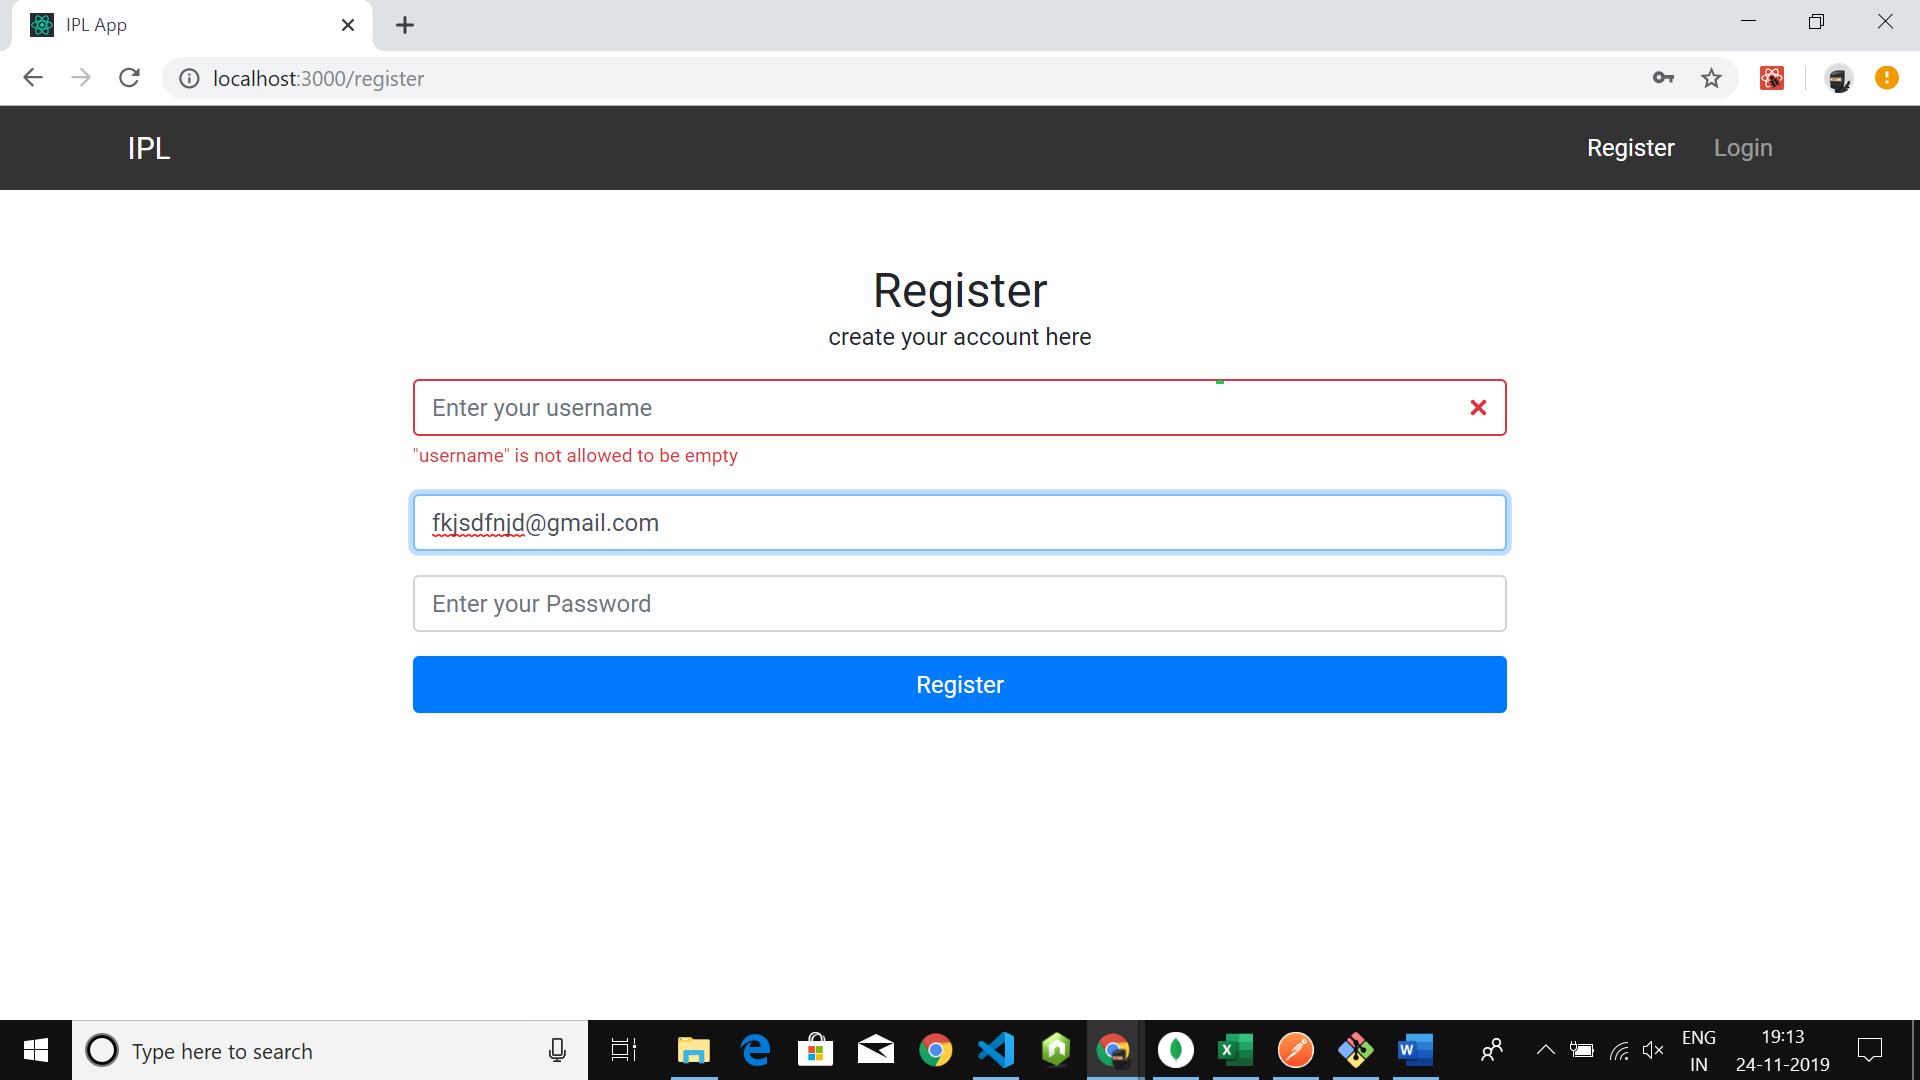 IPL App
localhost:3000/register
IPL
Register
Login
Register
create your account here
Enter your username
"username" is not allowed to be empty
fkjsdfnjd@gmail.com
Enter your Password
Register
Type here to search
ENG
IN
19:13
24-11-2019